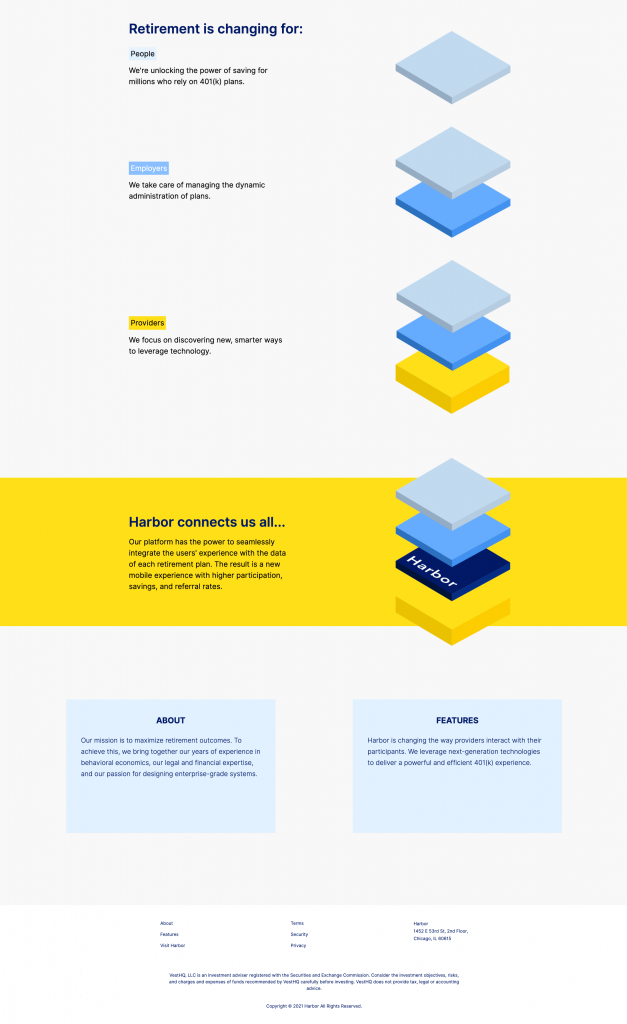 Retirement is changing for:
People
We're unlocking the power of saving for
millions who rely on 401(k) plans.
Employers
We take care of managing the dynamic
administration of plans.
Providers
We focus on discovering new, smarter ways
to leverage technology.
Harbor connects us all...
Our platform has the power to seamlessly
integrate the users' experience with the data
of each retirement plan. The result is a new
mobile experience with higher participation,
savings, and referral rates.
Harbor
ABOUT
Our mission is to maximize retirement outcomes. To
achieve this, we bring together our years of experience in
behavioral economics, our legal and financial expertise,
and our passion for designing enterprise-grade systems.
FEATURES
Harbor is changing the way providers interact with their
participants. We leverage next-generation technologies
to deliver a powerful and efficient 401(k) experience.
About
Features
Visit Harbor
Terms
Security
Privacy
Harbor
1452 E 53rd St, 2nd Floor,
Chicago, IL 60615
VestHQ, LLC is an investment adviser registered with the Securities and Exchange Commission. Consider the investment objectives, risks,
and charges and expenses of funds recommended by VestHQ carefully before investing. VestHQ does not provide tax, legal or accounting
advice.
Copyright © 2021 Harbor All Rights Reserved.